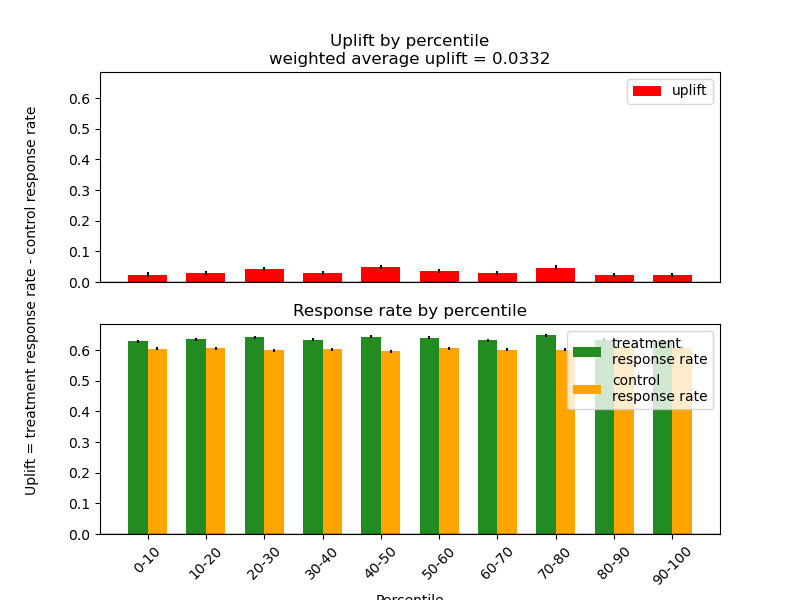 Uplift by percentile
weighted average uplift = 0.0332
uplift
0.6
0.5
0.4
0.3
0.2
0.1
0.0
Uplift = treatment response rate - control response rate
Response rate by percentile
treatment
response rate
control
response rate
0.6
0.5
0.4
0.3
0.2
0.1
0.0
0-10
10-20
20-30
30-40
40-50
50-60
60-70
70-80
80-90
90-100
Percentile